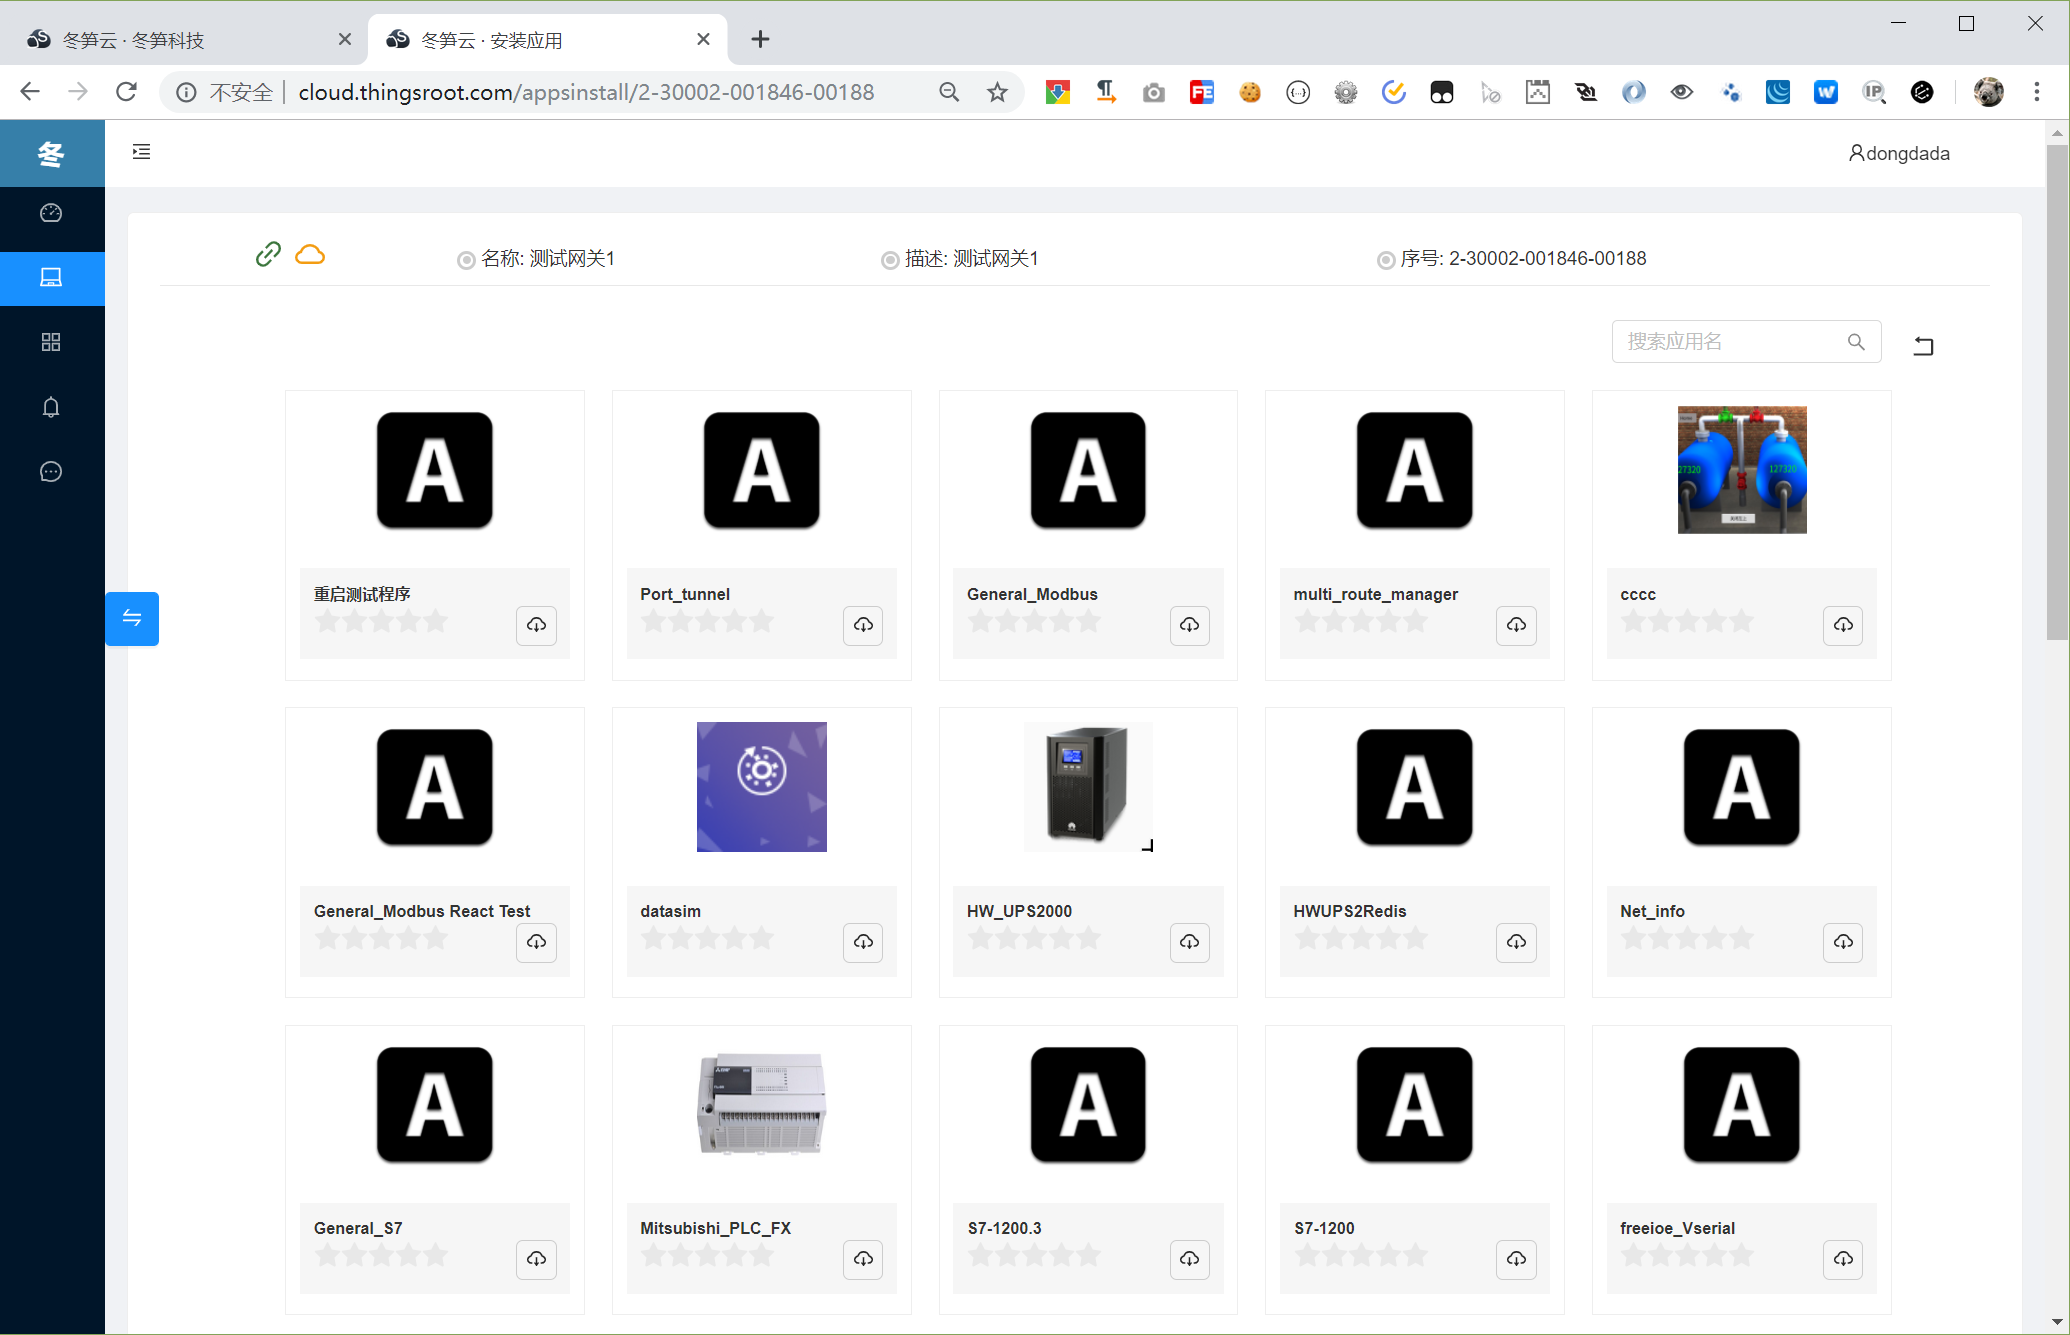 冬笋云 · 冬笋科技
冬笋云 · 安装应用
不安全
cloud.thingsroot.com/appsinstall/2-30002-001846-00188
冬
dongdada
名称: 测试网关1
描述: 测试网关1
序号: 2-30002-001846-00188
搜索应用名
A
A
A
A
27320
127320
重启测试程序
Port_tunnel
General_Modbus
multi_route_manager
cccc
A
A
A
General_Modbus React Test
datasim
HW_UPS2000
HWUPS2Redis
Net_info
A
A
A
A
General_S7
Mitsubishi_PLC_FX
S7-1200.3
S7-1200
freeioe_Vserial